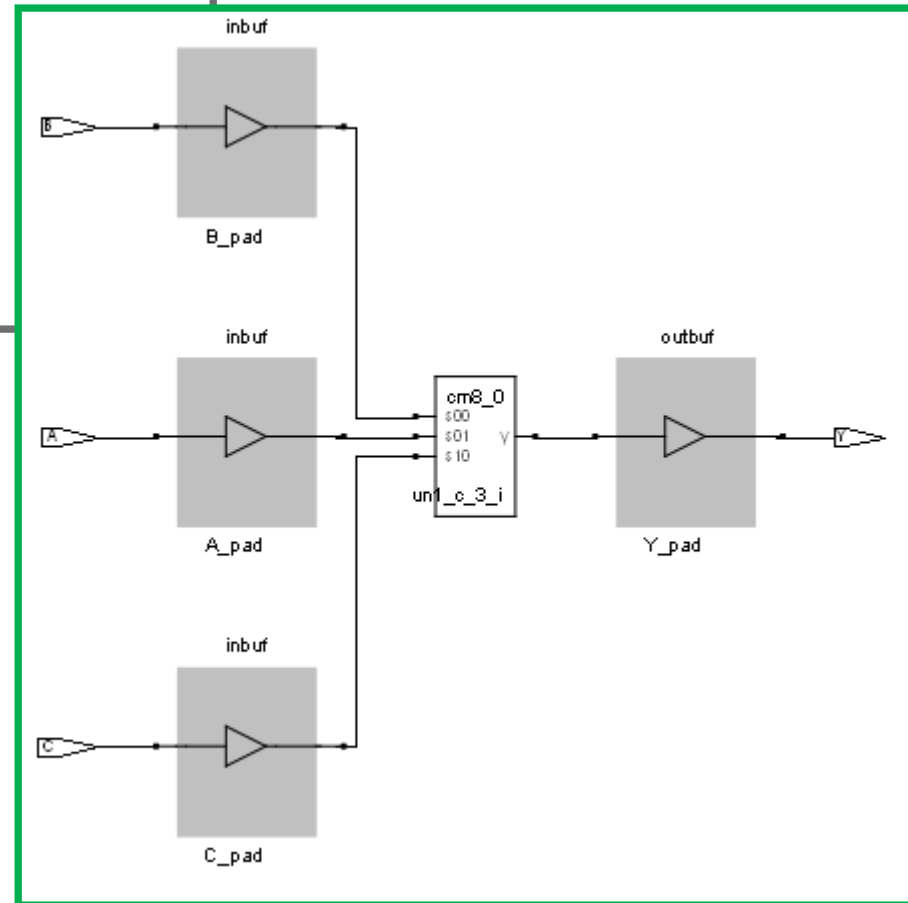 inbuf
B
B_pad
inbuf
outbuf
cm8_0
s00
A
s01
y
Y
s10
un1_c_3_i
A_pad
Y_pad
inbuf
C
C_pad